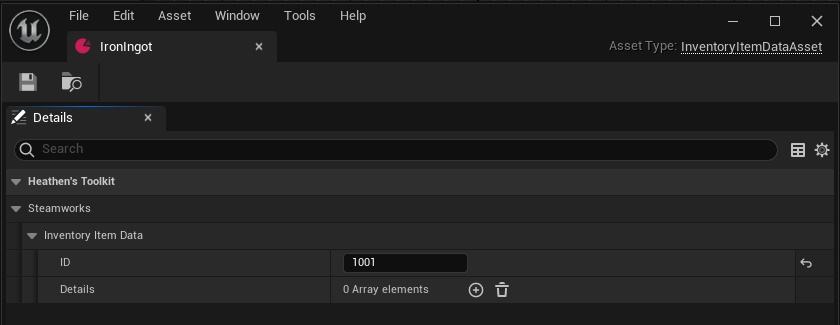 File Edit Asset Window Tools Help
IronIngot
Asset Type: InventoryItemDataAsset
Details
Search
Heathen's Toolkit
Steamworks
Inventory Item Data
ID 1001
Details 0 Array elements